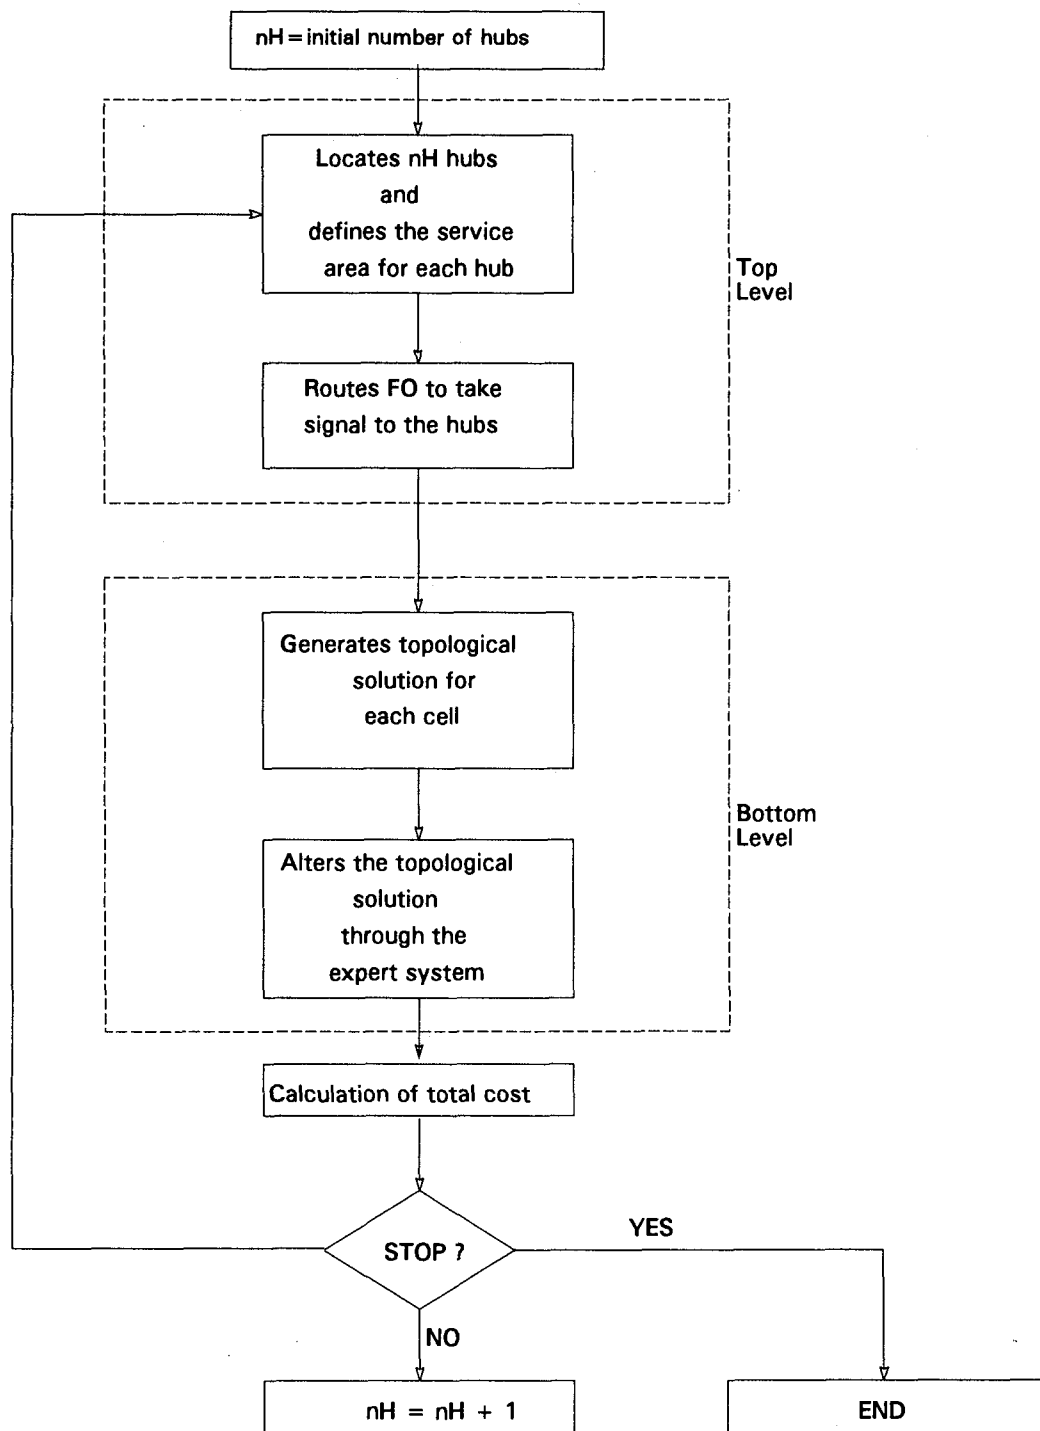 nH=initial number of hubs
Locates nH hubs
and
defines the service
area for each hub
Top
Level
Routes FO to take
signal to the hubs
Generates topological
solution for
each cell
Bottom
Level
Alters the topological
solution
through the
expert system
Calculation of total cost
STOP ?
YES
NO
nH = nH + 1
END